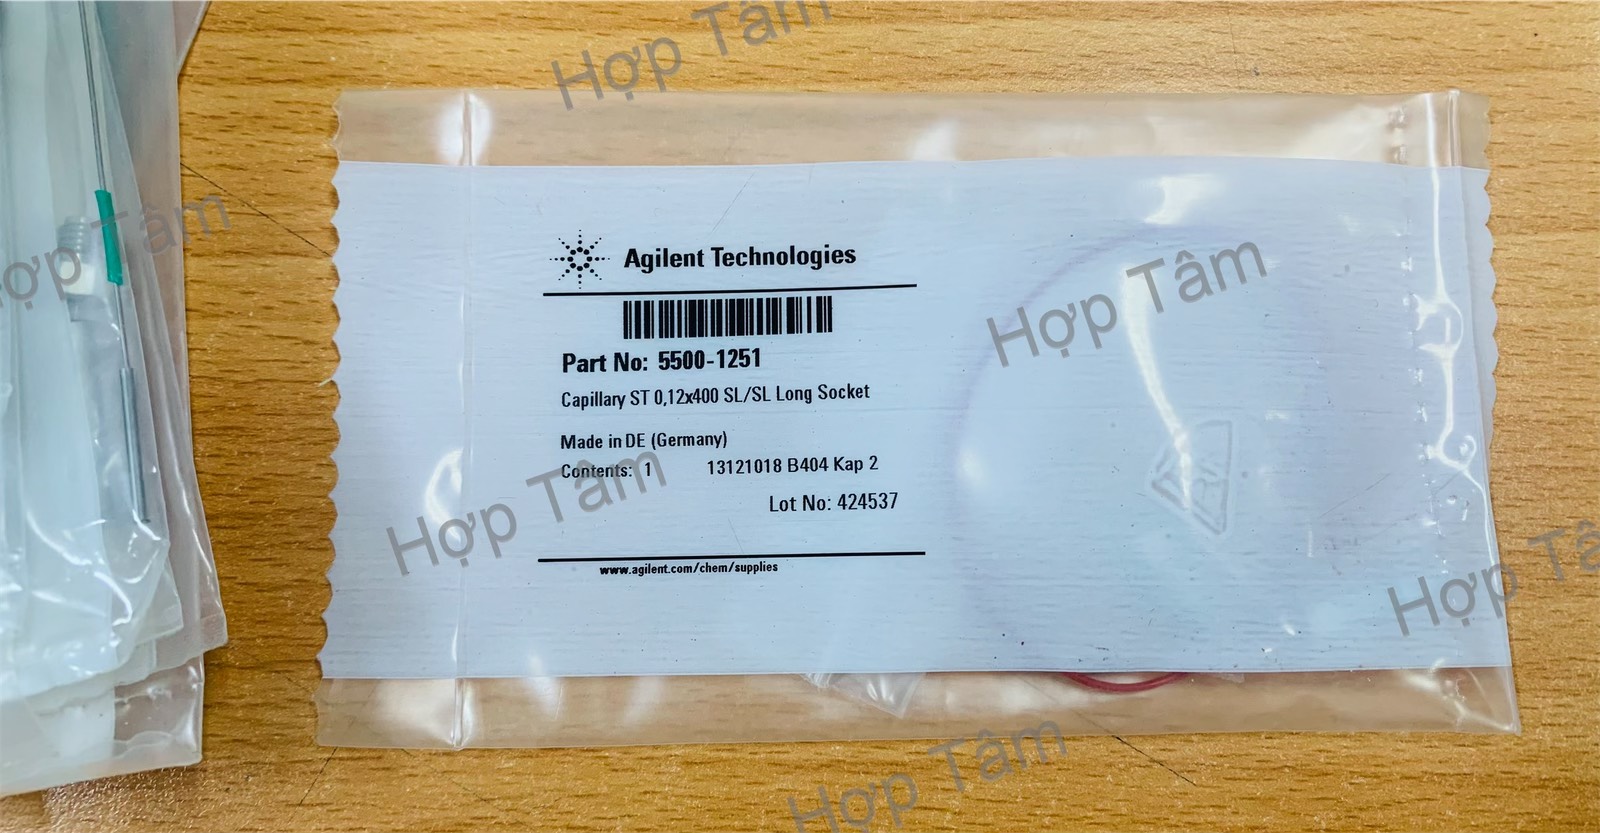 Hợp Tâm
Hợp Tâm
Hợp Tâm
Agilent Technologies
Part No: 5500-1251
Capillary ST 0,12x400 SL/SL Long Socket
Made in DE (Germany)
Contents: 1 13121018 B404 Kap 2
Lot No: 424537
www.agilent.com/chem/supplies
Hợp Tâm
Hợp Tâm
Hợp Tâm